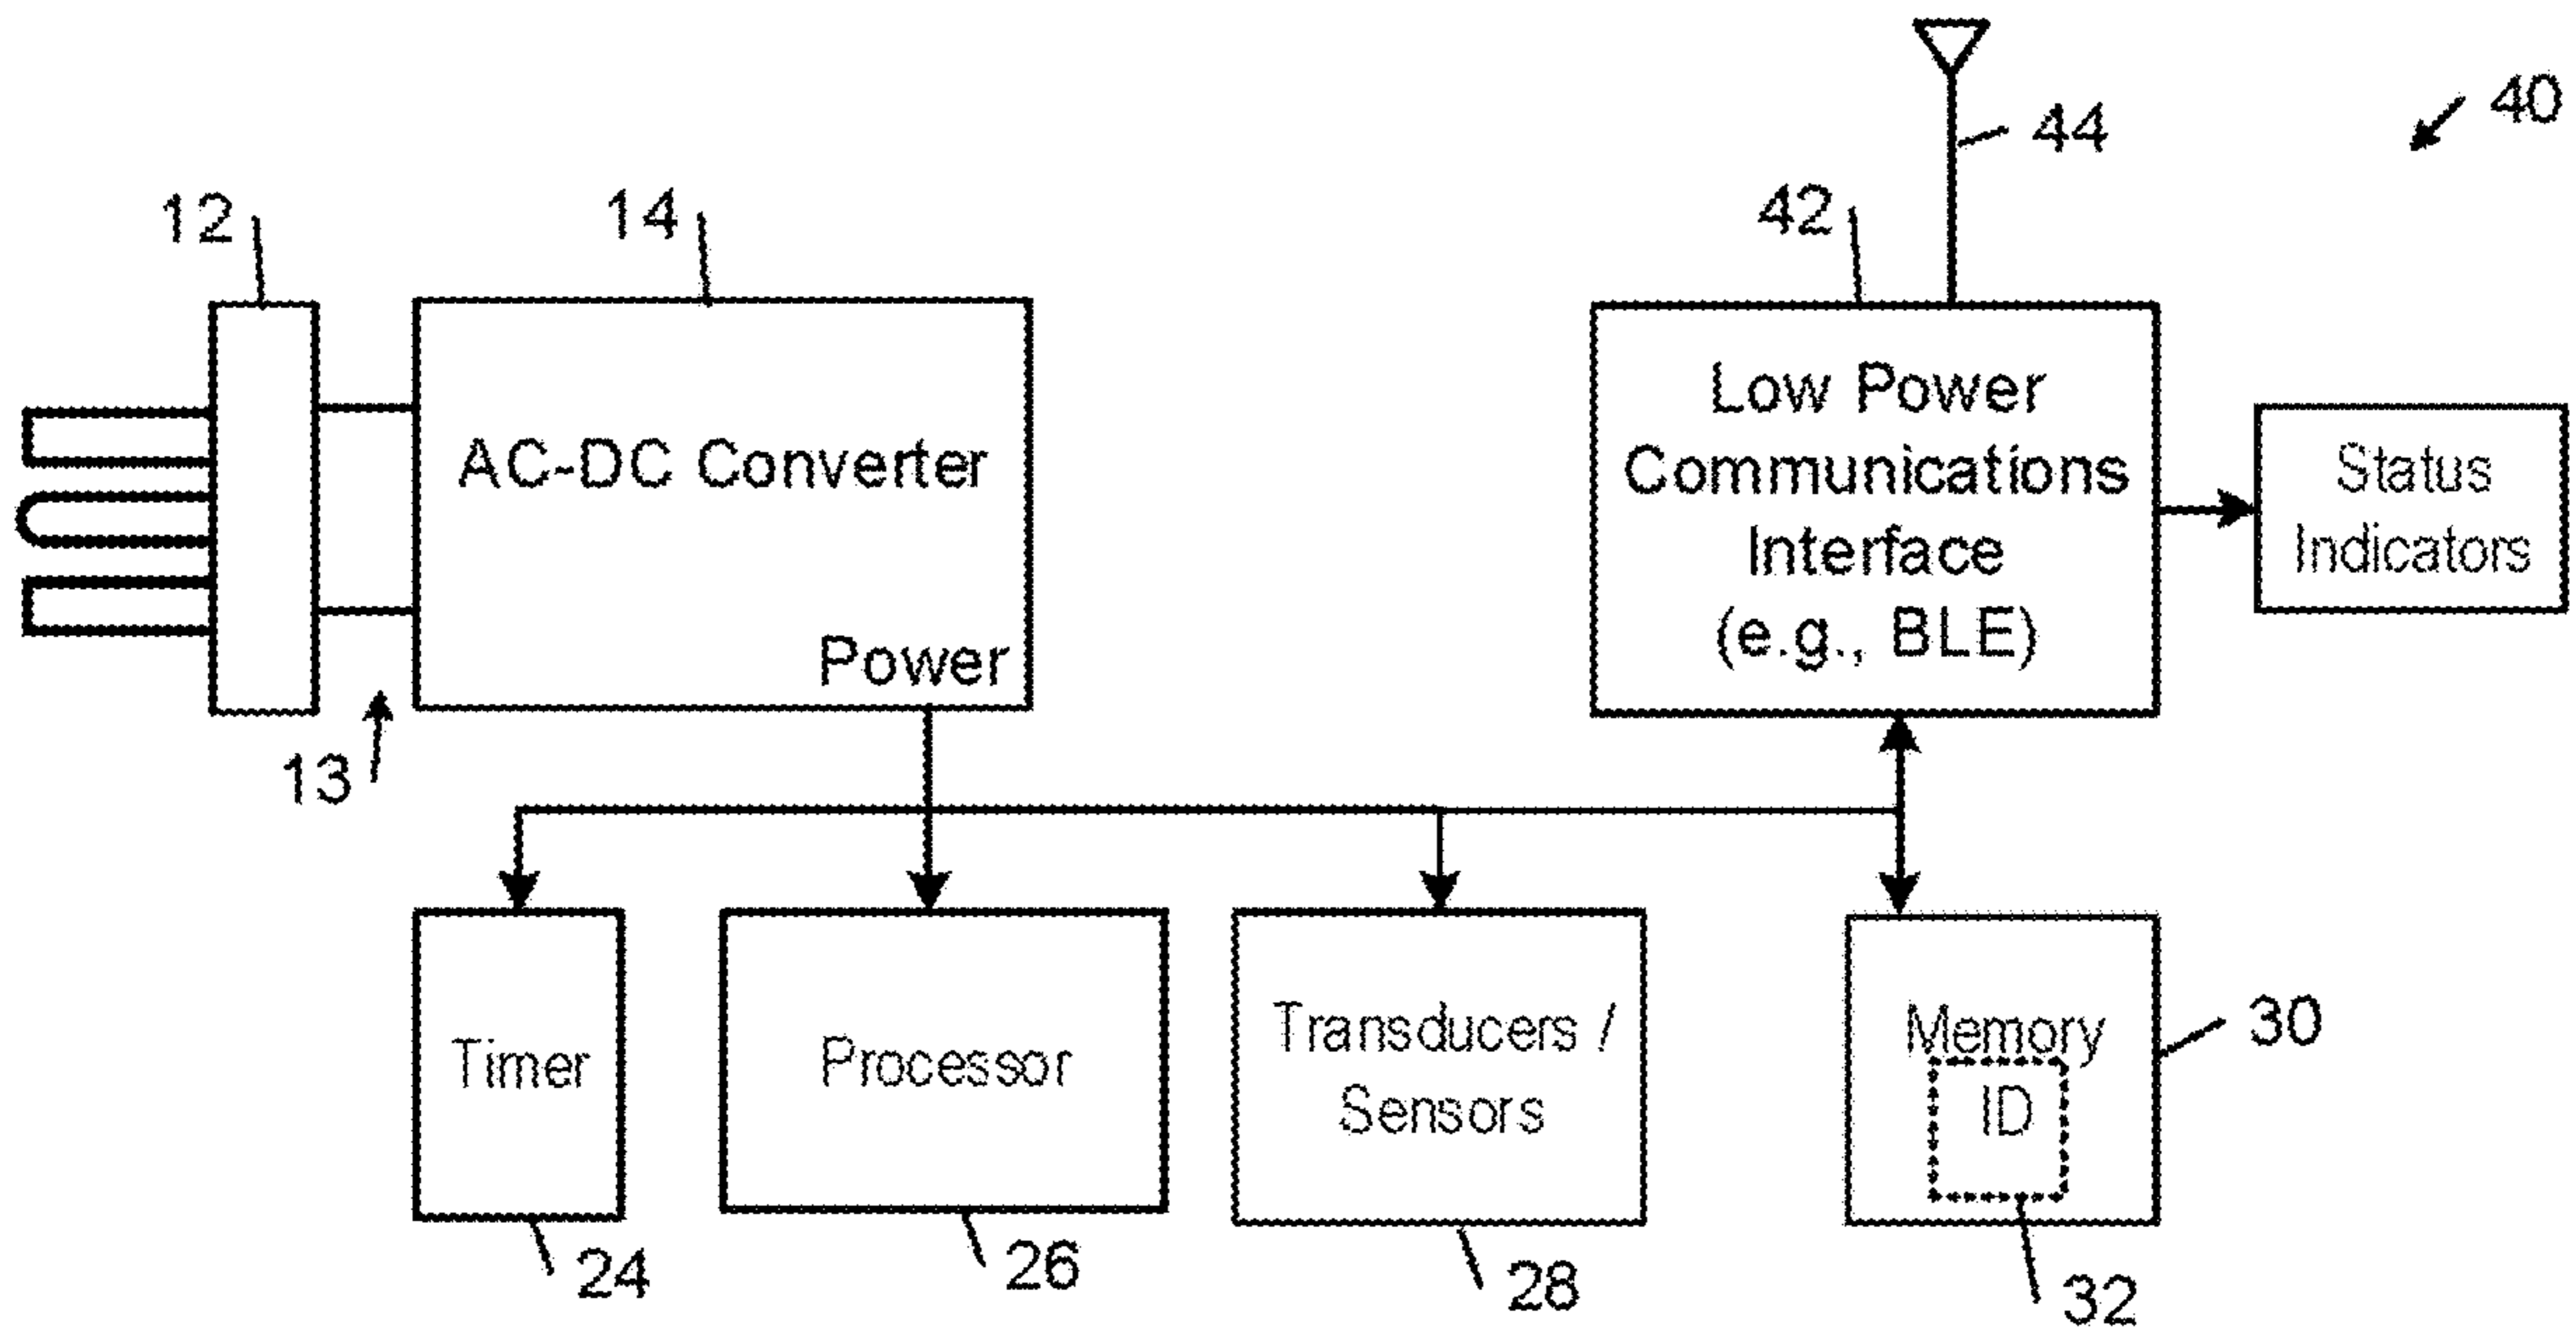 40
44
12
14
42
AC-DC Converter
Power
Low Power
Communications
Interface
(e.g., BLE)
Status
Indicators
13
Timer
Processor
Transducers /
Sensors
Memory
ID
30
24
26
28
32